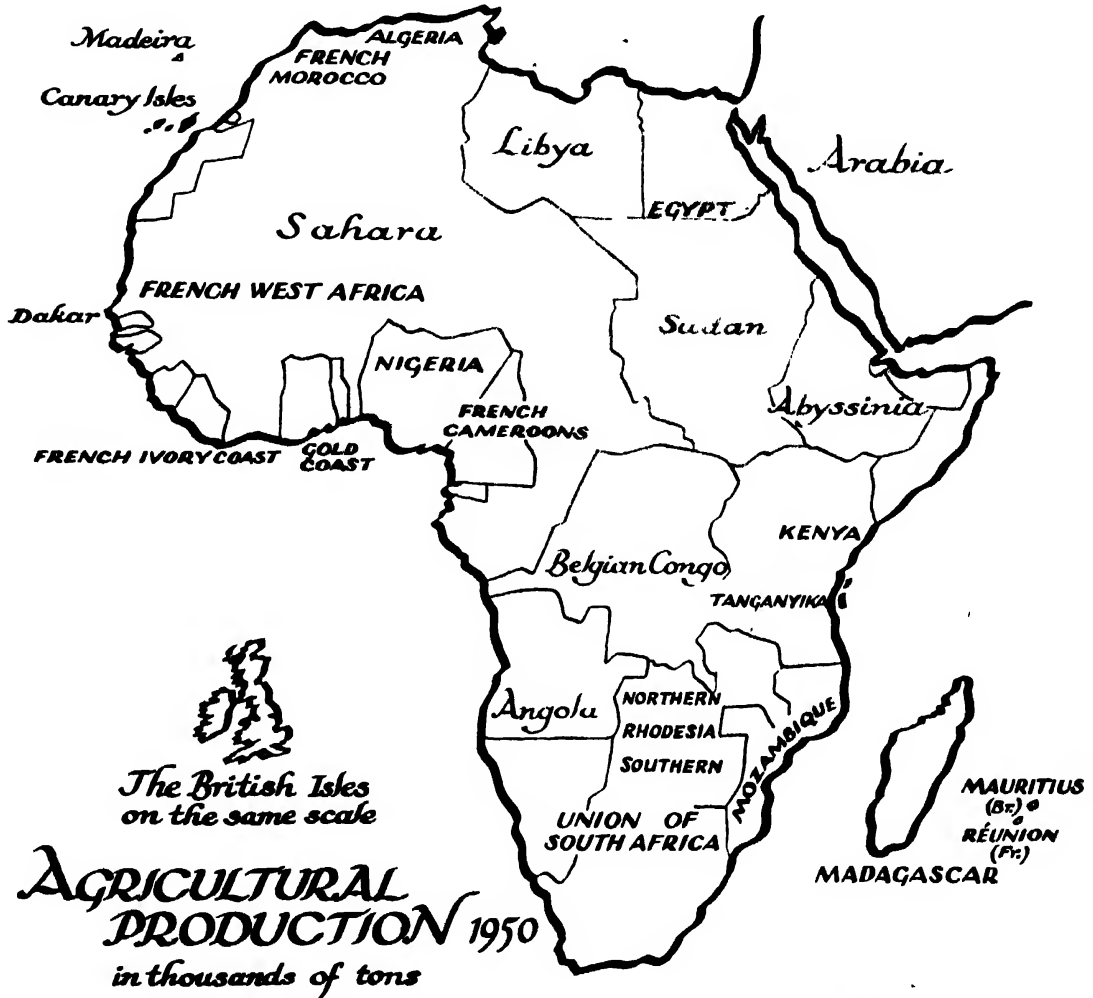 Madeira
ALGERIA
FRENCH
MOROCCO
Canary Isles
Libya
Arabia
EGYPT
Sahara
FRENCH WEST AFRICA
Dakar
Sudan
NIGERIA
Abyssinia
FRENCH
CAMEROONS
FRENCH IVORY COAST
GOLD
COAST
KENYA
Belgian Congo
TANGANYIKA
Angola
NORTHERN
RHODESIA
SOUTHERN
MOZAMBIQUE
UNION OF
SOUTH AFRICA
MAURITIUS
(Br.)
RÉUNION
(Fr.)
MADAGASCAR
The British Isles
on the same scale
AGRICULTURAL
PRODUCTION 1950
in thousands of tons